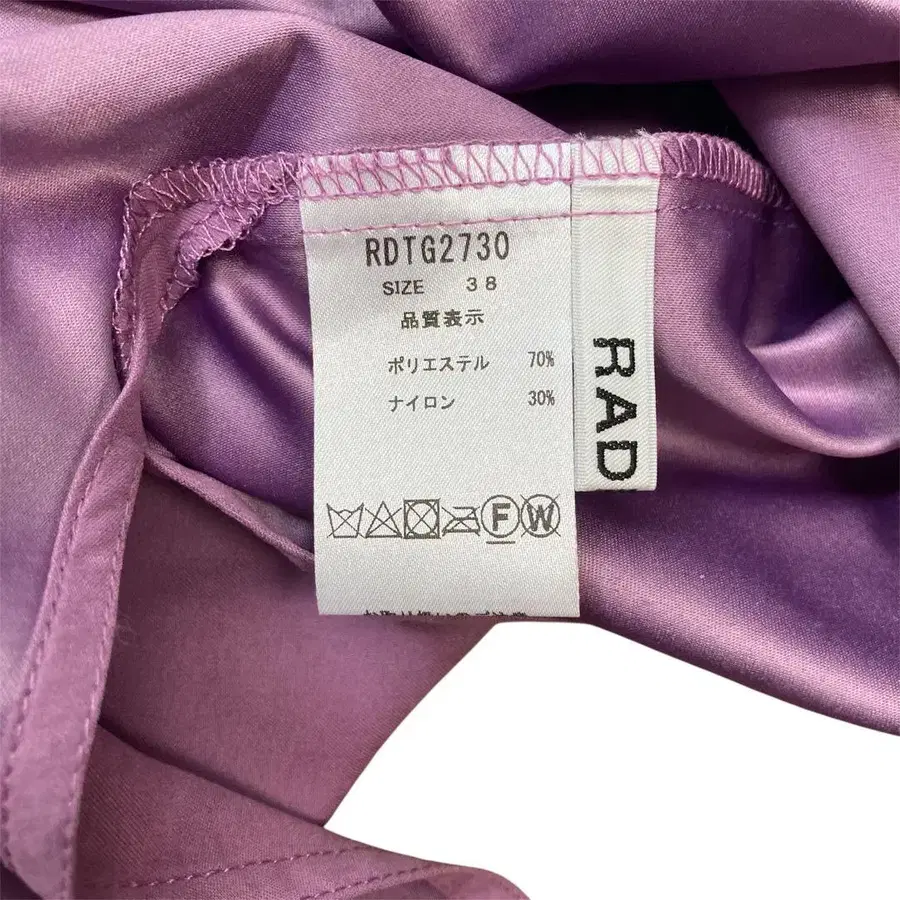 RDTG2730
SIZE 38
品質表示
ポリエステル 70%
ナイロン 30%
F W
RAD